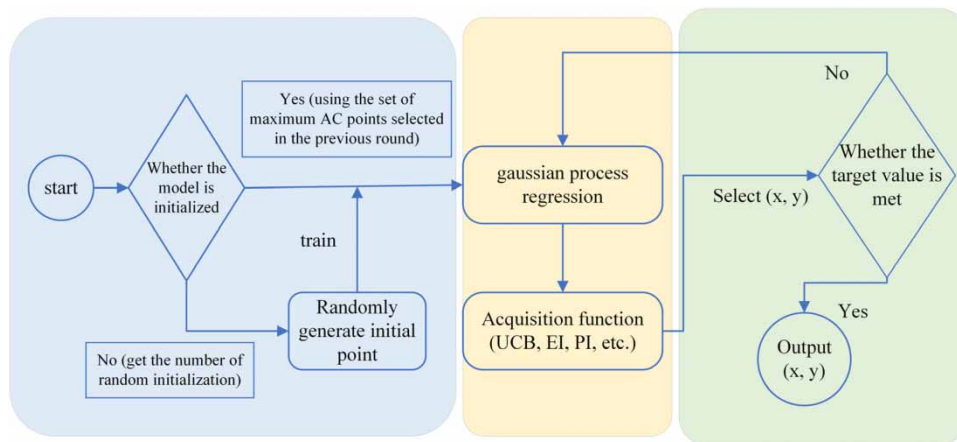 start
Whether the
model is
initialized
Yes (using the set of
maximum AC points selected
in the previous round)
No (get the number of
random initialization)
train
Randomly
generate initial
point
gaussian process
regression
Acquisition function
(UCB, EI, PI, etc.)
Select (x, y)
No
Whether the
target value is
met
Yes
Output
(x, y)